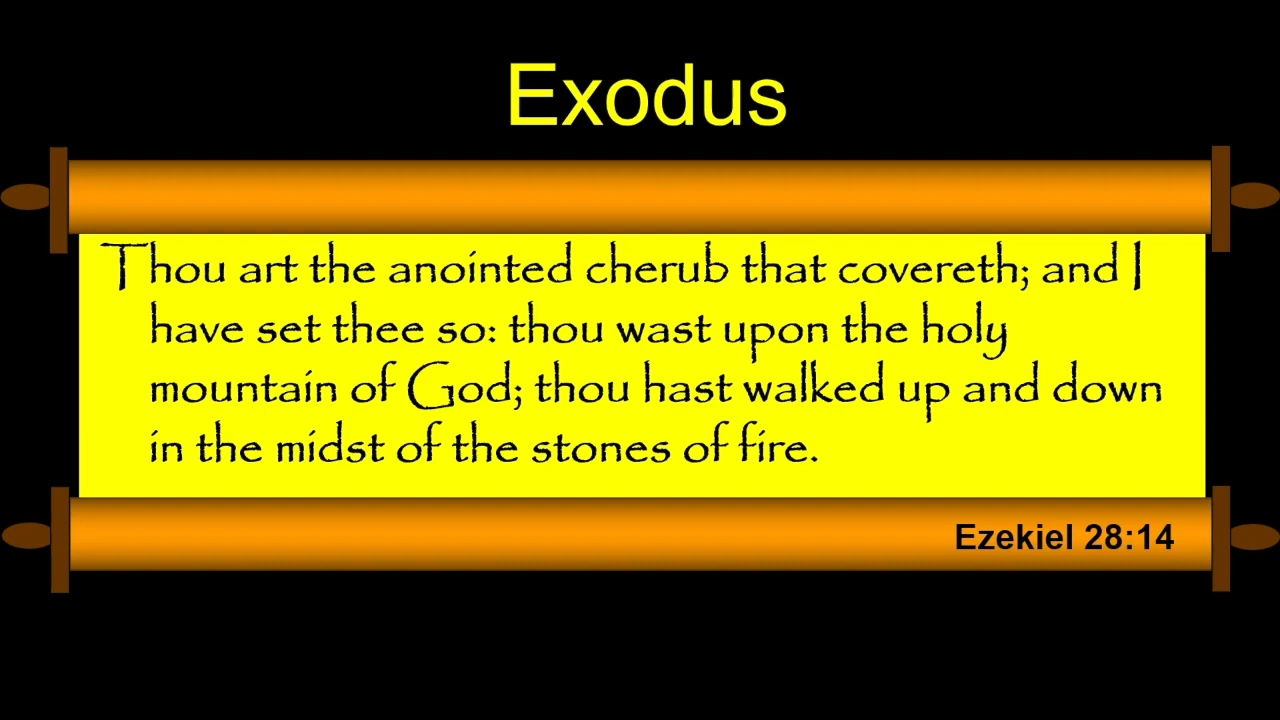 Exodus
Thou art the anointed cherub that covereth; and I
have set thee so: thou wast upon the holy
mountain of God; thou hast walked up and down
in the midst of the stones of fire.
Ezekiel 28:14